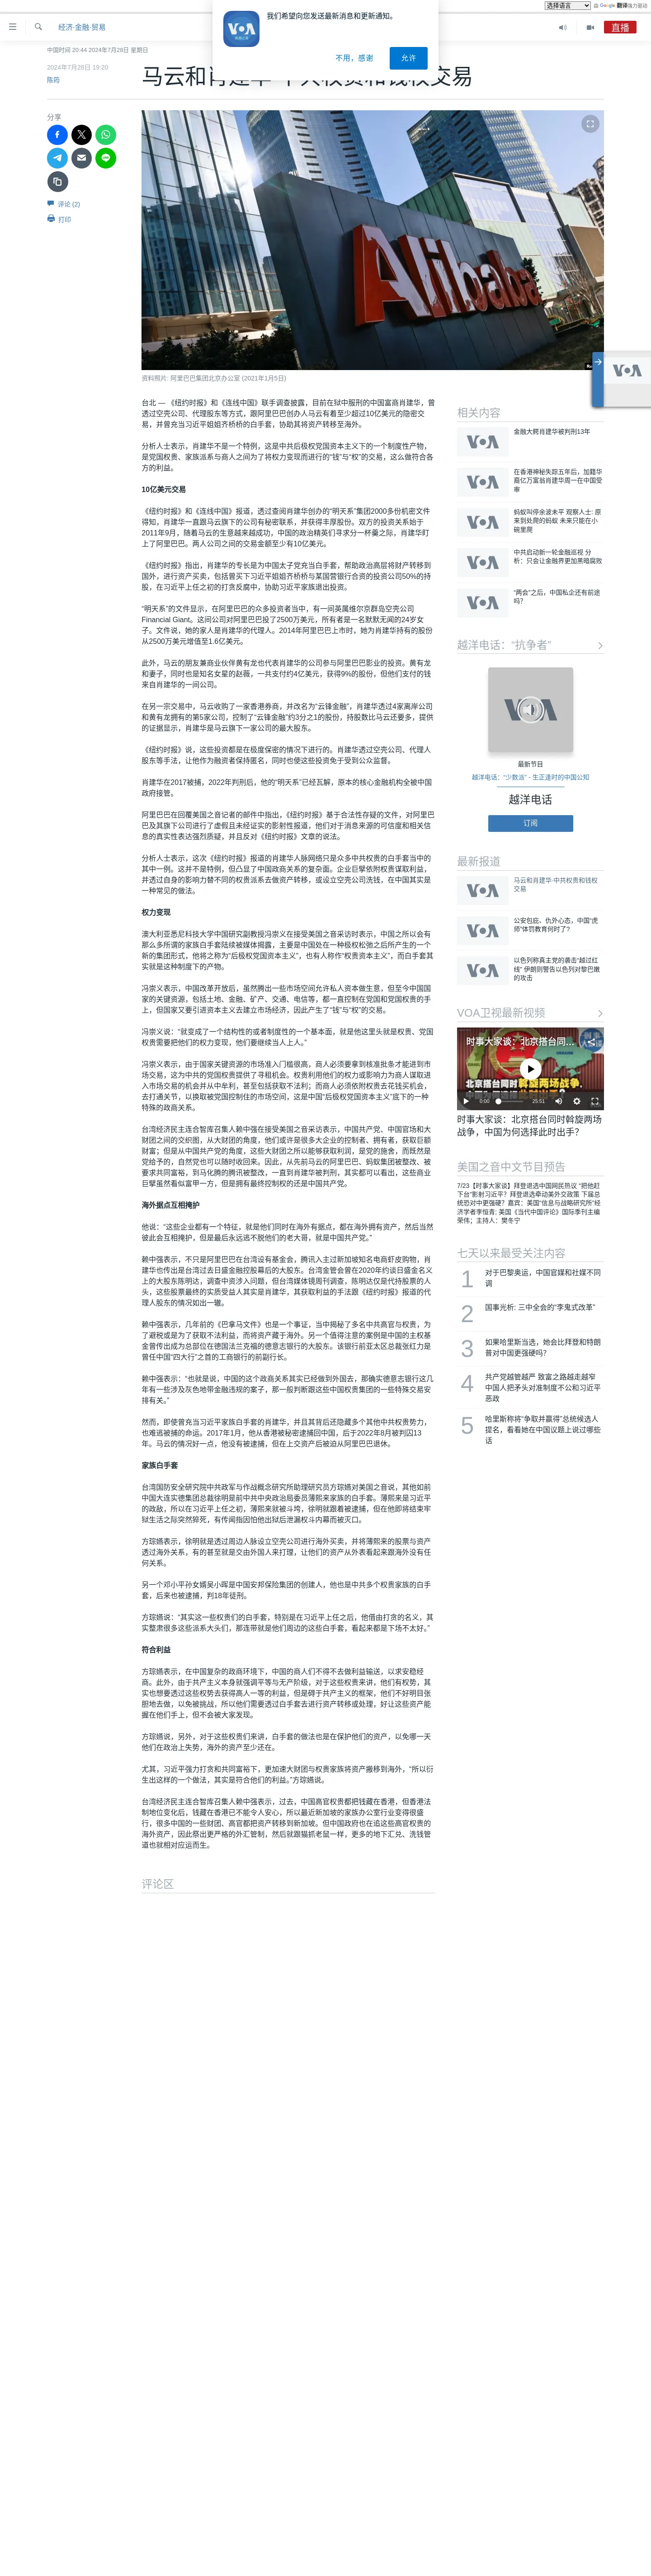 选择语言
由 Google 翻译强力驱动
我们希望向您发送最新消息和更新通知。
不用，感谢
允许
经济·金融·贸易
直播
中国时间 20:44 2024年7月28日 星期日
2024年7月28日 19:20
陈筠
分享
评论 (2)
打印
Alibaba
资料照片: 阿里巴巴集团北京办公室 (2021年1月5日)
台北 — 《纽约时报》和《连线中国》联手调查披露，目前在狱中服刑的中国富商肖建华，曾
透过空壳公司、代理股东等方式，跟阿里巴巴创办人马云有着至少超过10亿美元的隐密交
易，并曾充当习近平姐姐齐桥桥的白手套，协助其将资产转移至海外。
分析人士表示，肖建华不是一个特例，这是中共后极权党国资本主义下的一个制度性产物，
是党国权贵、家族派系与商人之间为了将权力变现而进行的“钱”与“权”的交易，这么做符合各
方的利益。
10亿美元交易
《纽约时报》和《连线中国》报道，透过查阅肖建华创办的“明天系”集团2000多份机密文件
得知，肖建华一直跟马云旗下的公司有秘密联系，并获得丰厚股份。双方的投资关系始于
2011年9月，随着马云的生意越来越成功，中国的政治精英们寻求分一杯羹之际，肖建华盯
上了阿里巴巴。两人公司之间的交易金额至少有10亿美元。
《纽约时报》指出，肖建华的专长是为中国太子党充当白手套，帮助政治高层将财产转移到
国外，进行资产买卖，包括曾买下习近平姐姐齐桥桥与某国营银行合资的投资公司50%的持
股，在习近平上任之初的打贪反腐中，协助习近平家族退出投资。
“明天系”的文件显示，在阿里巴巴的众多投资者当中，有一间英属维尔京群岛空壳公司
Financial Giant。这间公司对阿里巴巴投了2500万美元，所有者是一名默默无闻的24岁女
子。文件说，她的家人是肖建华的代理人。2014年阿里巴巴上市时，她为肖建华持有的股份
从2500万美元增值至1.6亿美元。
此外，马云的朋友兼商业伙伴黄有龙也代表肖建华的公司参与阿里巴巴影业的投资。黄有龙
和妻子，同时也是知名女星的赵薇，一共支付约4亿美元，获得9%的股份，但他们支付的钱
来自肖建华的一间公司。
在另一宗交易中，马云收购了一家香港券商，并改名为“云锋金融”，肖建华透过4家离岸公司
和黄有龙拥有的第5家公司，控制了“云锋金融”约3分之1的股份，持股数比马云还要多，提供
的证据显示，肖建华是马云旗下一家公司的最大股东。
《纽约时报》说，这些投资都是在极度保密的情况下进行的。肖建华透过空壳公司、代理人
股东等手法，让他作为融资者保持匿名，同时也使这些投资免于受到公众监督。
肖建华在2017被捕，2022年判刑后，他的“明天系”已经瓦解，原本的核心金融机构全被中国
政府接管。
阿里巴巴在回覆美国之音记者的邮件中指出，《纽约时报》基于合法性存疑的文件，对阿里巴
巴及其旗下公司进行了虚假且未经证实的影射性报道，他们对于消息来源的可信度和相关信
息的真实性表达强烈质疑，并且反对《纽约时报》文章的说法。
分析人士表示，这次《纽约时报》报道的肖建华人脉网络只是众多中共权贵的白手套当中的
其中一例。这并不是特例，但凸显了中国政商关系的复杂面。企业巨擘依附权贵谋取利益，
并透过自身的影响力替不同的权贵派系去做资产转移，或设立空壳公司洗钱，在中国其实是
一种常见的做法。
权力变现
澳大利亚悉尼科技大学中国研究副教授冯崇义在接受美国之音采访时表示，中国之所以会有
那么多所谓的家族白手套陆续被媒体揭露，主要是中国处在一种极权松弛之后所产生的一个
新的集团形式，他将之称为“后极权党国资本主义”，也有人称作“权贵资本主义”，而白手套其
实就是这种制度下的产物。
冯崇义表示，中国改革开放后，虽然腾出一些市场空间允许私人资本做生意，但至今中国国
家的关键资源，包括土地、金融、矿产、交通、电信等，都一直控制在党国和党国权贵的手
上，但国家又要引进资本主义去建立市场经济，因此产生了“钱”与“权”的交易。
冯崇义说：“就变成了一个结构性的或者制度性的一个基本面，就是他这里头就是权贵、党国
权贵需要把他们的权力变现，他们要继续当人上人。”
冯崇义表示，由于国家关键资源的市场准入门槛很高，商人必须要拿到核准批条才能进到市
场交易，这为中共的党国权贵提供了寻租机会。权贵利用他们的权力或影响力为商人谋取进
入市场交易的机会并从中牟利，甚至包括获取不法利益；而商人必须依附权贵去花钱买机会，
去打通关节，以换取被党国控制住的市场空间，这是中国“后极权党国资本主义”底下的一种
特殊的政商关系。
台湾经济民主连合智库召集人赖中强在接受美国之音采访表示，中国共产党、中国官场和大
财团之间的交织图，从大财团的角度，他们或许是很多大企业的控制者、拥有者，获取巨额
财富；但是从中国共产党的角度，这些大财团之所以能够获取利润，是党的施舍，而既然是
党给予的，自然党也可以随时收回来。因此，从先前马云的阿里巴巴、蚂蚁集团被整改、被
要求共同富裕，到马化腾的腾讯被整改，一直到肖建华被判刑，其实都可以看出，这些商业
巨擘虽然看似富甲一方，但是拥有最终控制权的还是中国共产党。
海外据点互相掩护
他说：“这些企业都有一个特征，就是他们同时在海外有据点，都在海外拥有资产，然后当然
彼此会互相掩护，但是最后永远逃不脱他们的老大哥，就是中国共产党。”
赖中强表示，不只是阿里巴巴在台湾设有基金会，腾讯入主过新加坡知名电商虾皮购物，肖
建华也传出是台湾过去日盛金融控股幕后的大股东。台湾金管会曾在2020年约谈日盛金名义
上的大股东陈明达，调查中资涉入问题，但台湾媒体镜周刊调查，陈明达仅是代持股票的人
头，这些股票最终的实质受益人其实是肖建华，其获取利益的手法跟《纽约时报》报道的代
理人股东的情况如出一辙。
赖中强表示，几年前的《巴拿马文件》也是一个事证，当中揭秘了多名中共高官与权贵，为
了避税或是为了获取不法利益，而将资产藏于海外。另一个值得注意的案例是中国的主权基
金曾传出成为总部位在德国法兰克福的德意志银行的大股东。该银行前亚太区总裁张红力是
曾任中国“四大行”之首的工商银行的前副行长。
赖中强表示：“也就是说，中国的这个政商关系其实已经做到外国去，那确实德意志银行这几
年有一些涉及灰色地带金融违规的案子，那一般判断跟这些中国权贵集团的一些特殊交易安
排有关。”
然而，即使曾充当习近平家族白手套的肖建华，并且其背后还隐藏多个其他中共权贵势力，
也难逃被捕的命运。2017年1月，他从香港被秘密逮捕回中国，后于2022年8月被判囚13
年。马云的情况好一点，他没有被逮捕，但在上交资产后被迫从阿里巴巴退休。
家族白手套
台湾国防安全研究院中共政军与作战概念研究所助理研究员方琮嬿对美国之音说，其他如前
中国大连实德集团总裁徐明是前中共中央政治局委员薄熙来家族的白手套。薄熙来是习近平
的政敌，所以在习近平上任之初，薄熙来就被斗垮，徐明就跟着被逮捕，但在他即将结束牢
狱生活之际突然猝死，有传闻指因怕他出狱后泄漏权斗内幕而被灭口。
方琮嬿表示，徐明就是透过周边人脉设立空壳公司进行海外买卖，并将薄熙来的股票与资产
透过海外关系，有的甚至就是交由外国人来打理，让他们的资产从外表看起来跟海外没有任
何关系。
另一个邓小平孙女婿吴小晖是中国安邦保险集团的创建人，他也是中共多个权贵家族的白手
套，后来也被逮捕，判18年徒刑。
方琮嬿说：“其实这一些权贵们的白手套，特别是在习近平上任之后，他借由打贪的名义，其
实整肃很多这些派系大头们，那连带就是他们周边的这些白手套，看起来都是下场不太好。”
符合利益
方琮嬿表示，在中国复杂的政商环境下，中国的商人们不得不去做利益输送，以求安稳经
商。此外，由于共产主义本身就强调平等与无产阶级，对于这些权贵来讲，他们有权势，其
实也想要透过这些权势去获得高人一等的利益，但是碍于共产主义的框架，他们不好明目张
胆地去做，以免被挑战，所以他们需要透过白手套去进行资产转移或处理，好让这些资产能
握在他们手上，但不会被大家发现。
方琮嬿说，另外，对于这些权贵们来讲，白手套的做法也是在保护他们的资产，以免哪一天
他们在政治上失势，海外的资产至少还在。
尤其，习近平强力打贪和共同富裕下，更加速大财团与权贵家族将资产搬移到海外，“所以衍
生出这样的一个做法，其实是符合他们的利益。”方琮嬿说。
台湾经济民主连合智库召集人赖中强表示，过去，中国高官权贵都把钱藏在香港，但香港法
制地位变化后，钱藏在香港已不能令人安心，所以最近新加坡的家族办公室行业变得很盛
行，很多中国的一些财团、高官都把资产转移到新加坡。但中国政府也在追这些高官权贵的
海外资产，因此祭出更严格的外汇管制，然后就跟猫抓老鼠一样，更多的地下汇兑、洗钱管
道也就相对应运而生。
评论区
相关内容
金融大鳄肖建华被判刑13年
在香港神秘失踪五年后，加籍华
裔亿万富翁肖建华周一在中国受
审
蚂蚁叫停余波未平 观察人士: 原
来到处爬的蚂蚁 未来只能在小
碗里爬
中共启动新一轮金融巡视 分
析：只会让金融界更加黑暗腐败
“两会”之后，中国私企还有前途
吗？
越洋电话：“抗争者”
最新节目
越洋电话：“少数派” - 生正逢时的中国公知
越洋电话
订阅
最新报道
马云和肖建华·中共权贵和钱权
交易
公安包庇、仇外心态，中国“虎
师”体罚教育何时了？
以色列称真主党的袭击“越过红
线” 伊朗则警告以色列对黎巴嫩
的攻击
VOA卫视最新视频
时事大家谈：北京搭台同...
北京搭台同时斡旋两场战争,
0:00
25:51
时事大家谈：北京搭台同时斡旋两场
战争，中国为何选择此时出手？
美国之音中文节目预告
7/23【时事大家谈】拜登退选中国网民热议 “把他赶
下台”影射习近平？拜登退选牵动美外交政策 下届总
统恐对中更强硬？嘉宾：美国“信息与战略研究所”经
济学者李恒青; 美国《当代中国评论》国际季刊主编
荣伟；主持人：樊冬宁
七天以来最受关注内容
1 对于巴黎奥运，中国官媒和社媒不同
调
2 国事光析: 三中全会的“李鬼式改革”
3 如果哈里斯当选，她会比拜登和特朗
普对中国更强硬吗？
4 共产党越管越严 致富之路越走越窄
中国人把矛头对准制度不公和习近平
恶政
5 哈里斯称将“争取并赢得”总统候选人
提名，看看她在中国议题上说过哪些
话